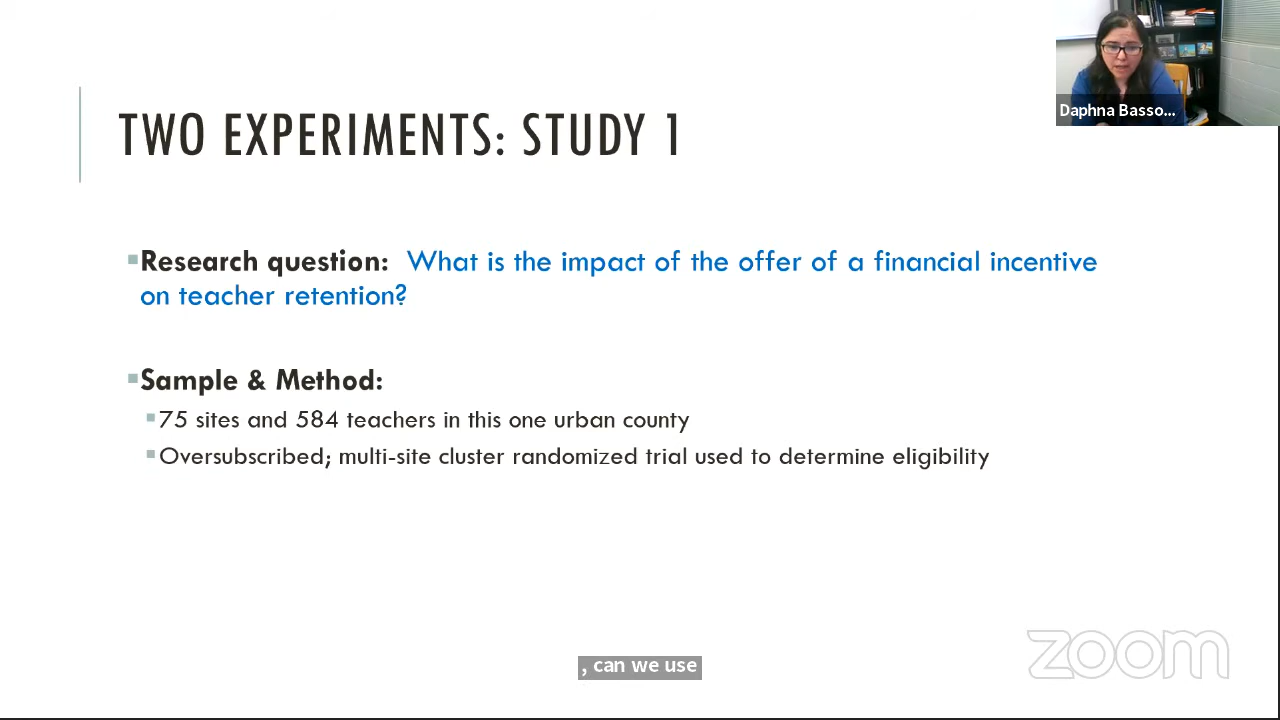 Daphna Basso...
TWO EXPERIMENTS: STUDY 1
Research question: What is the impact of the offer of a financial incentive
on teacher retention?
Sample & Method:
75 sites and 584 teachers in this one urban county
Oversubscribed; multi-site cluster randomized trial used to determine eligibility
zoom
, can we use